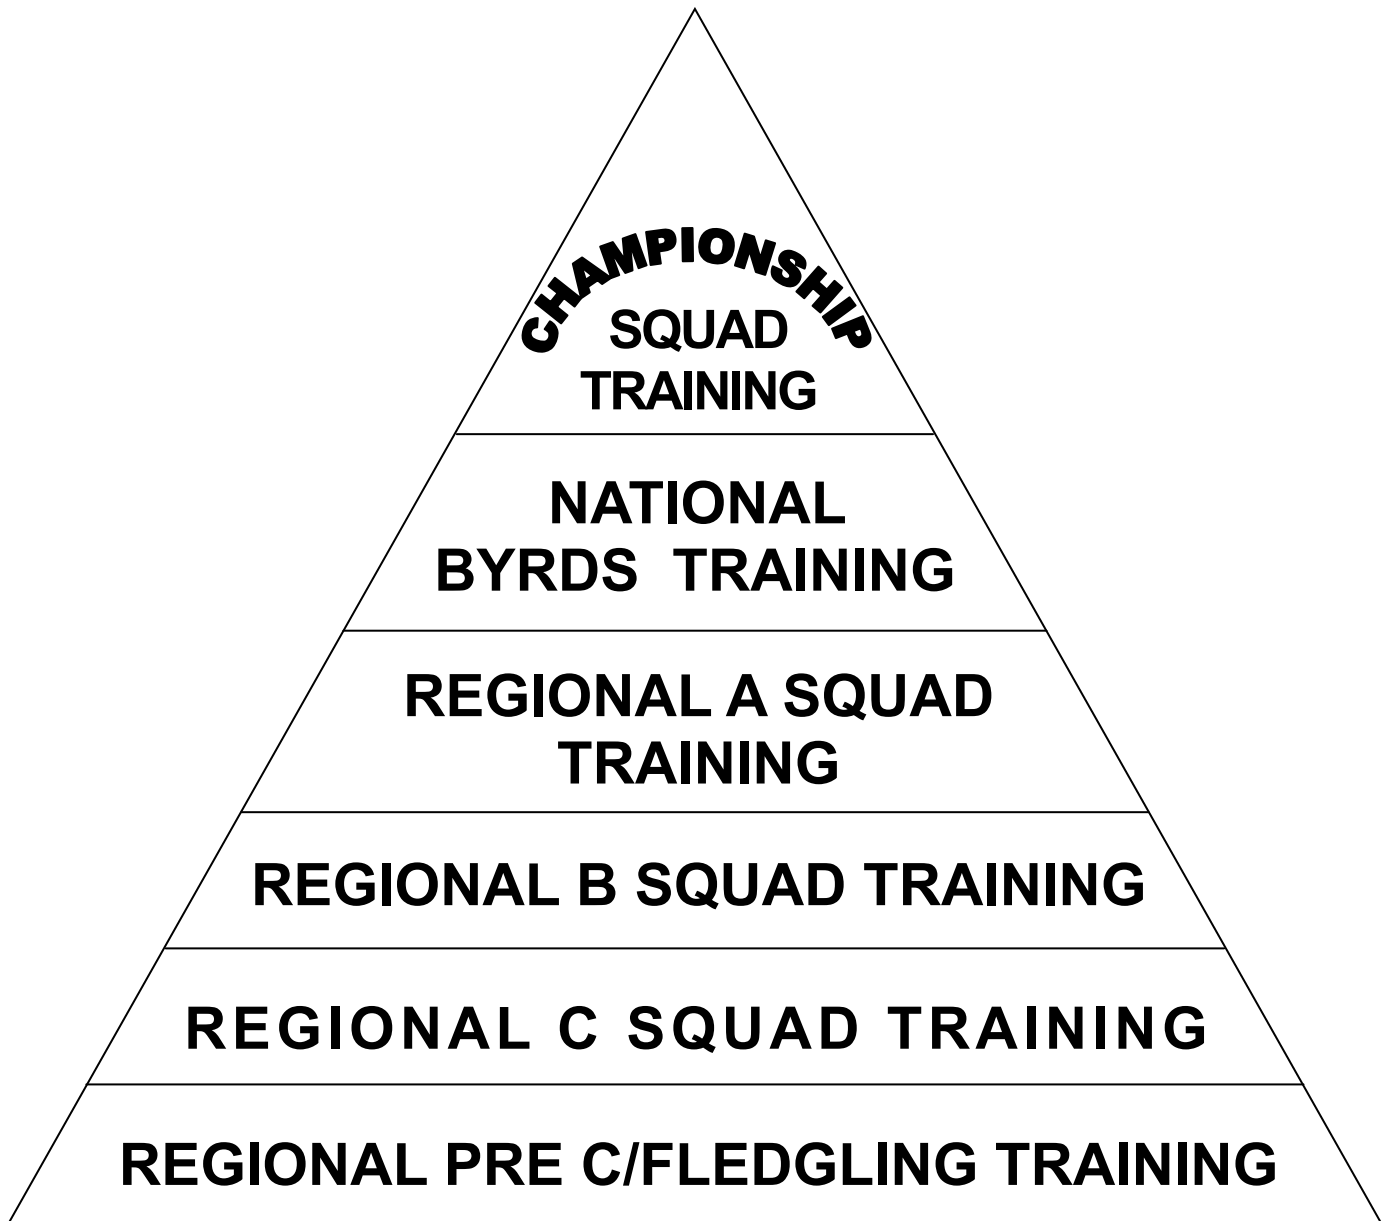 CHAMPIONSHIP
SQUAD
TRAINING
NATIONAL
BYRDS TRAINING
REGIONAL A SQUAD
TRAINING
REGIONAL B SQUAD TRAINING
REGIONAL C SQUAD TRAINING
REGIONAL PRE C/FLEDGLING TRAINING